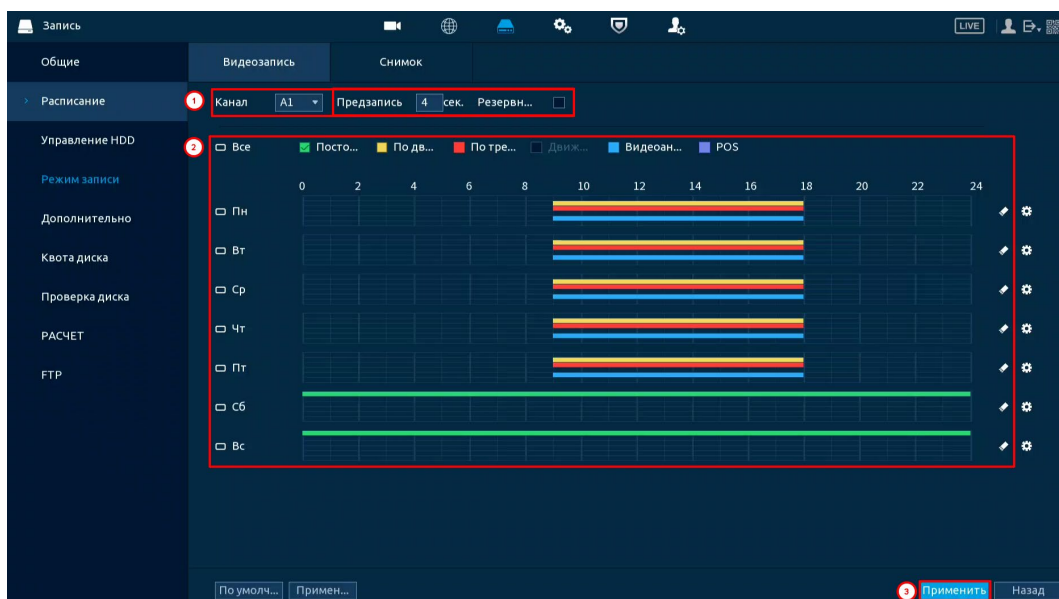 Запись LIVE
Общие Видеозапись Снимок
Расписание 1 Канал A1 Предзапись 4 сек. Резервн...
Управление HDD 2 Все Посто... По дв... По тре... Движ... Видеоан... POS
Режим записи
0 2 4 6 8 10 12 14 16 18 20 22 24
Дополнительно Пн
Квота диска Вт
Проверка диска Ср
РАСЧЕТ Чт
FTP Пт
Сб
Вс
По умолч... Примен... 3 Применить Назад